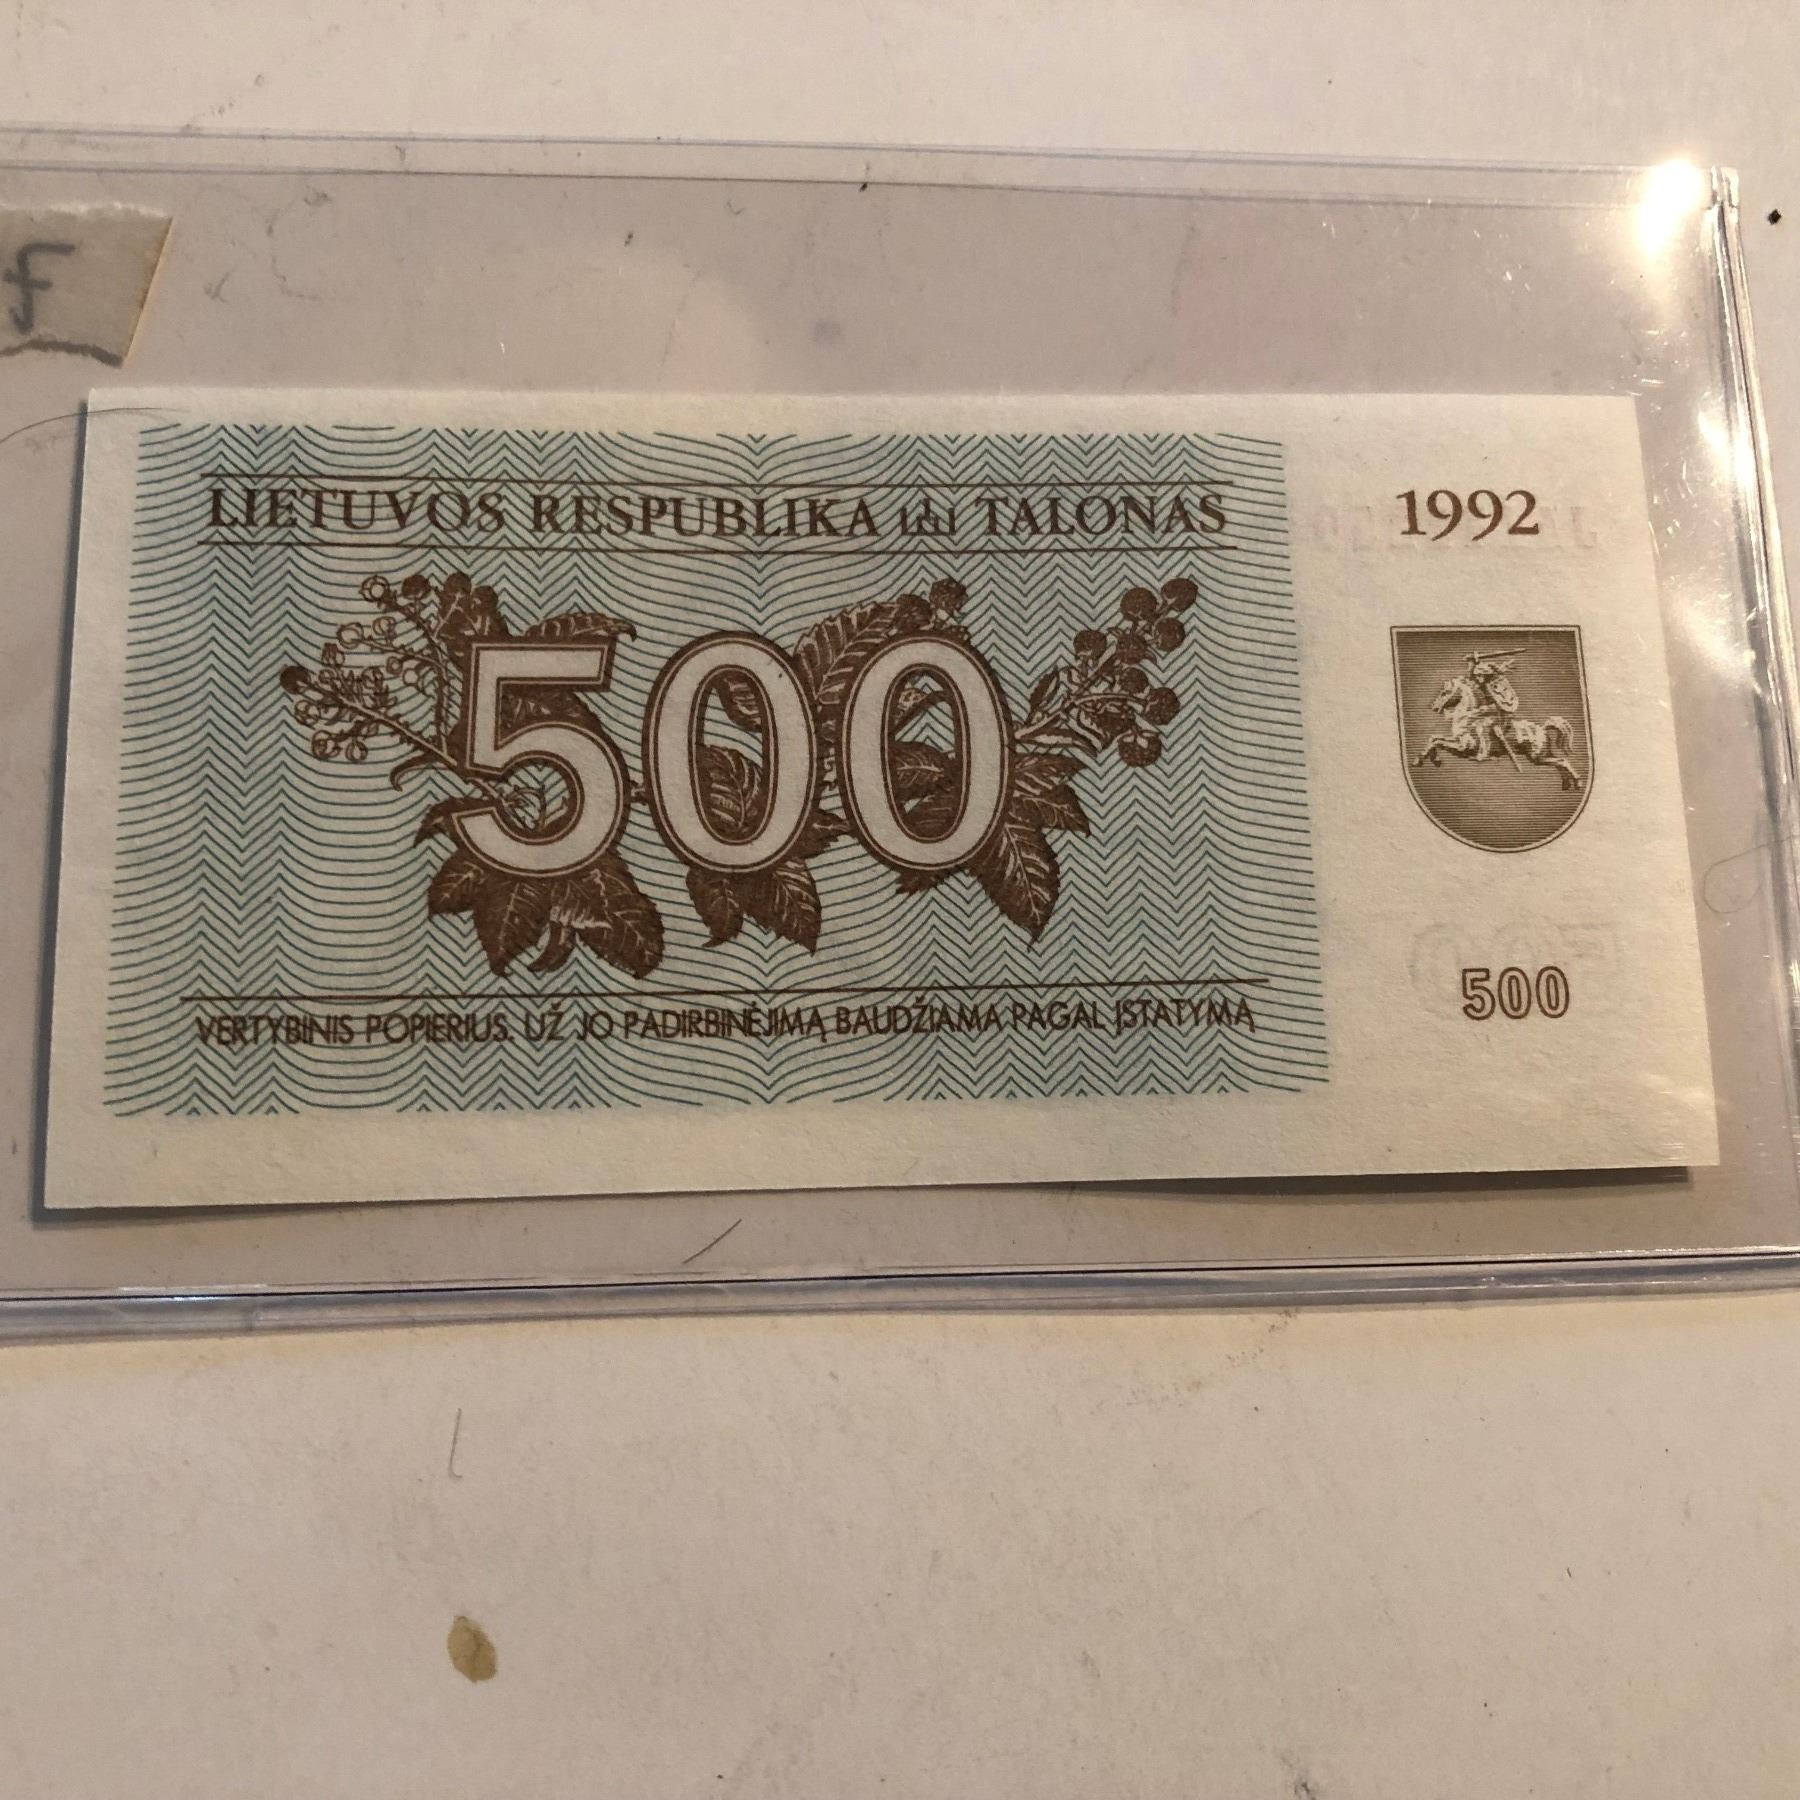 F
LIETUVOS RESPUBLIKA TALONAS
1992
500
500
VERTYBINIS POPIERIUS. UŽ JO PADIRBINĖJIMĄ BAUDŽIAMA PAGAL ĮSTATYMĄ